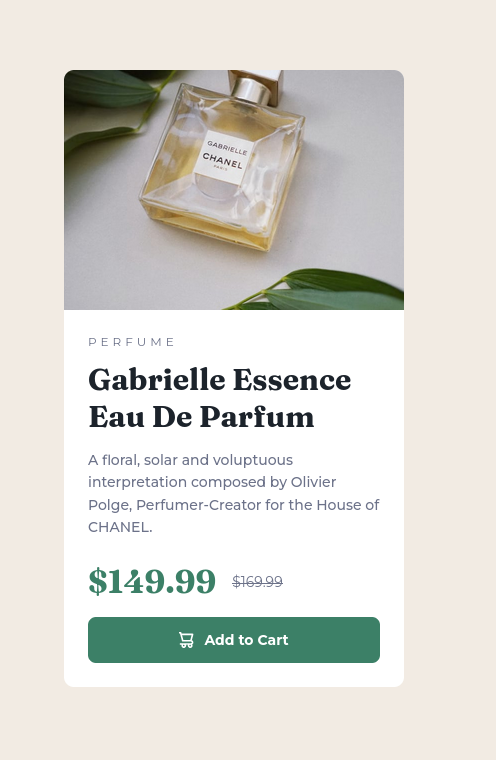 GABRIELLE
CHANEL
PARIS
PERFUME
Gabrielle Essence
Eau De Parfum
A floral, solar and voluptuous
interpretation composed by Olivier
Polge, Perfumer-Creator for the House of
CHANEL.
$149.99 $169.99
Add to Cart